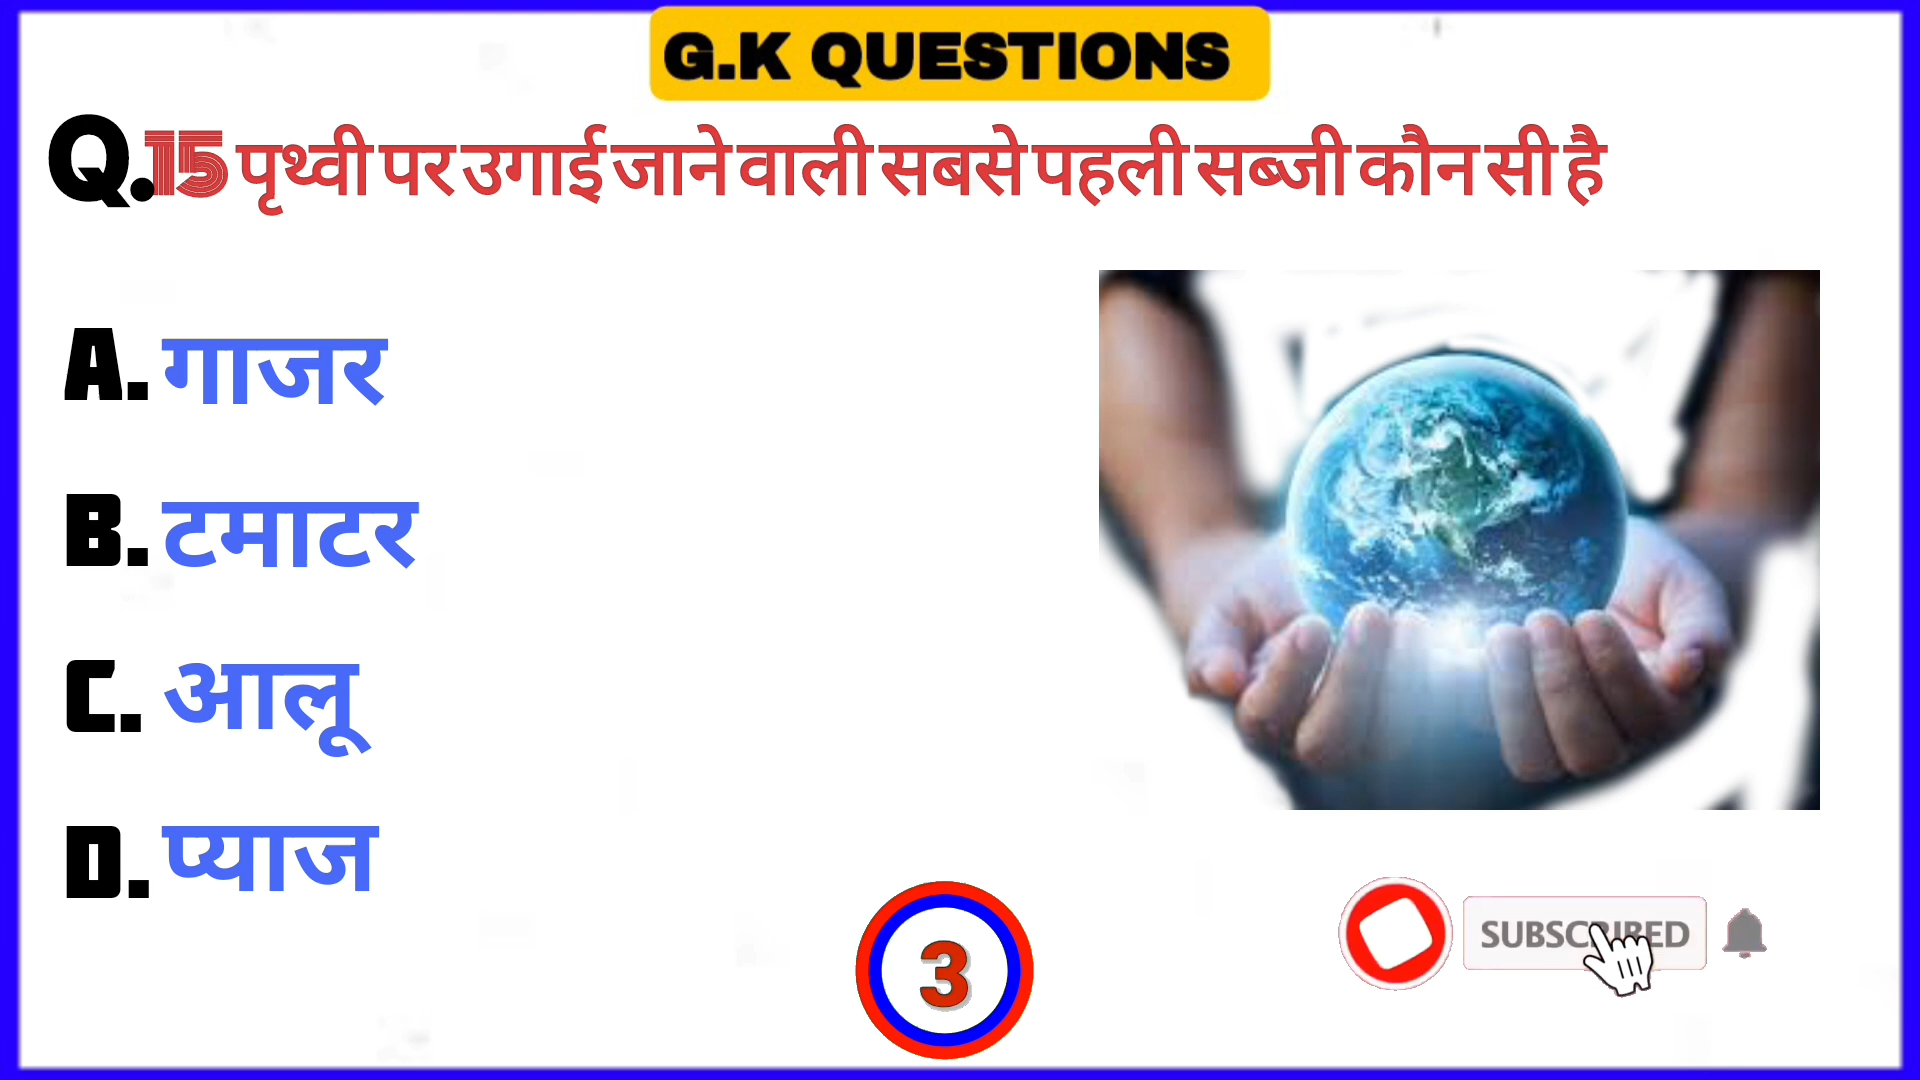 G.K QUESTIONS
Q.15 पृथ्वी पर उगाई जाने वाली सबसे पहली सब्जी कौन सी है
A. गाजर
B. टमाटर
C. आलू
D. प्याज
3
SUBSCRIBED